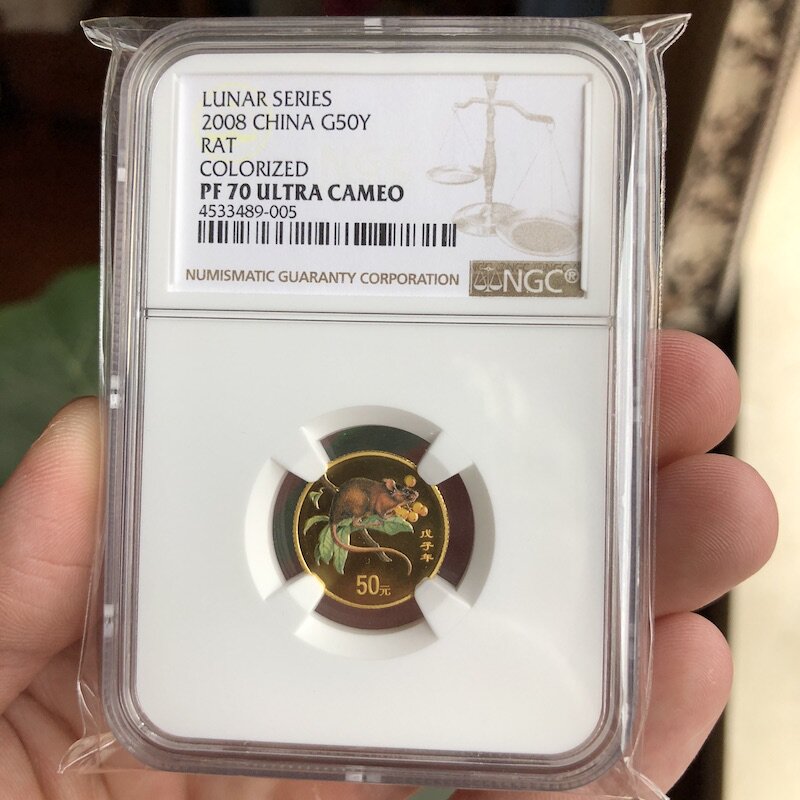 LUNAR SERIES
2008 CHINA G50Y
RAT
COLORIZED
PF 70 ULTRA CAMEO
4533489-005
NUMISMATIC GUARANTY CORPORATION NGC®
戊子年
50元